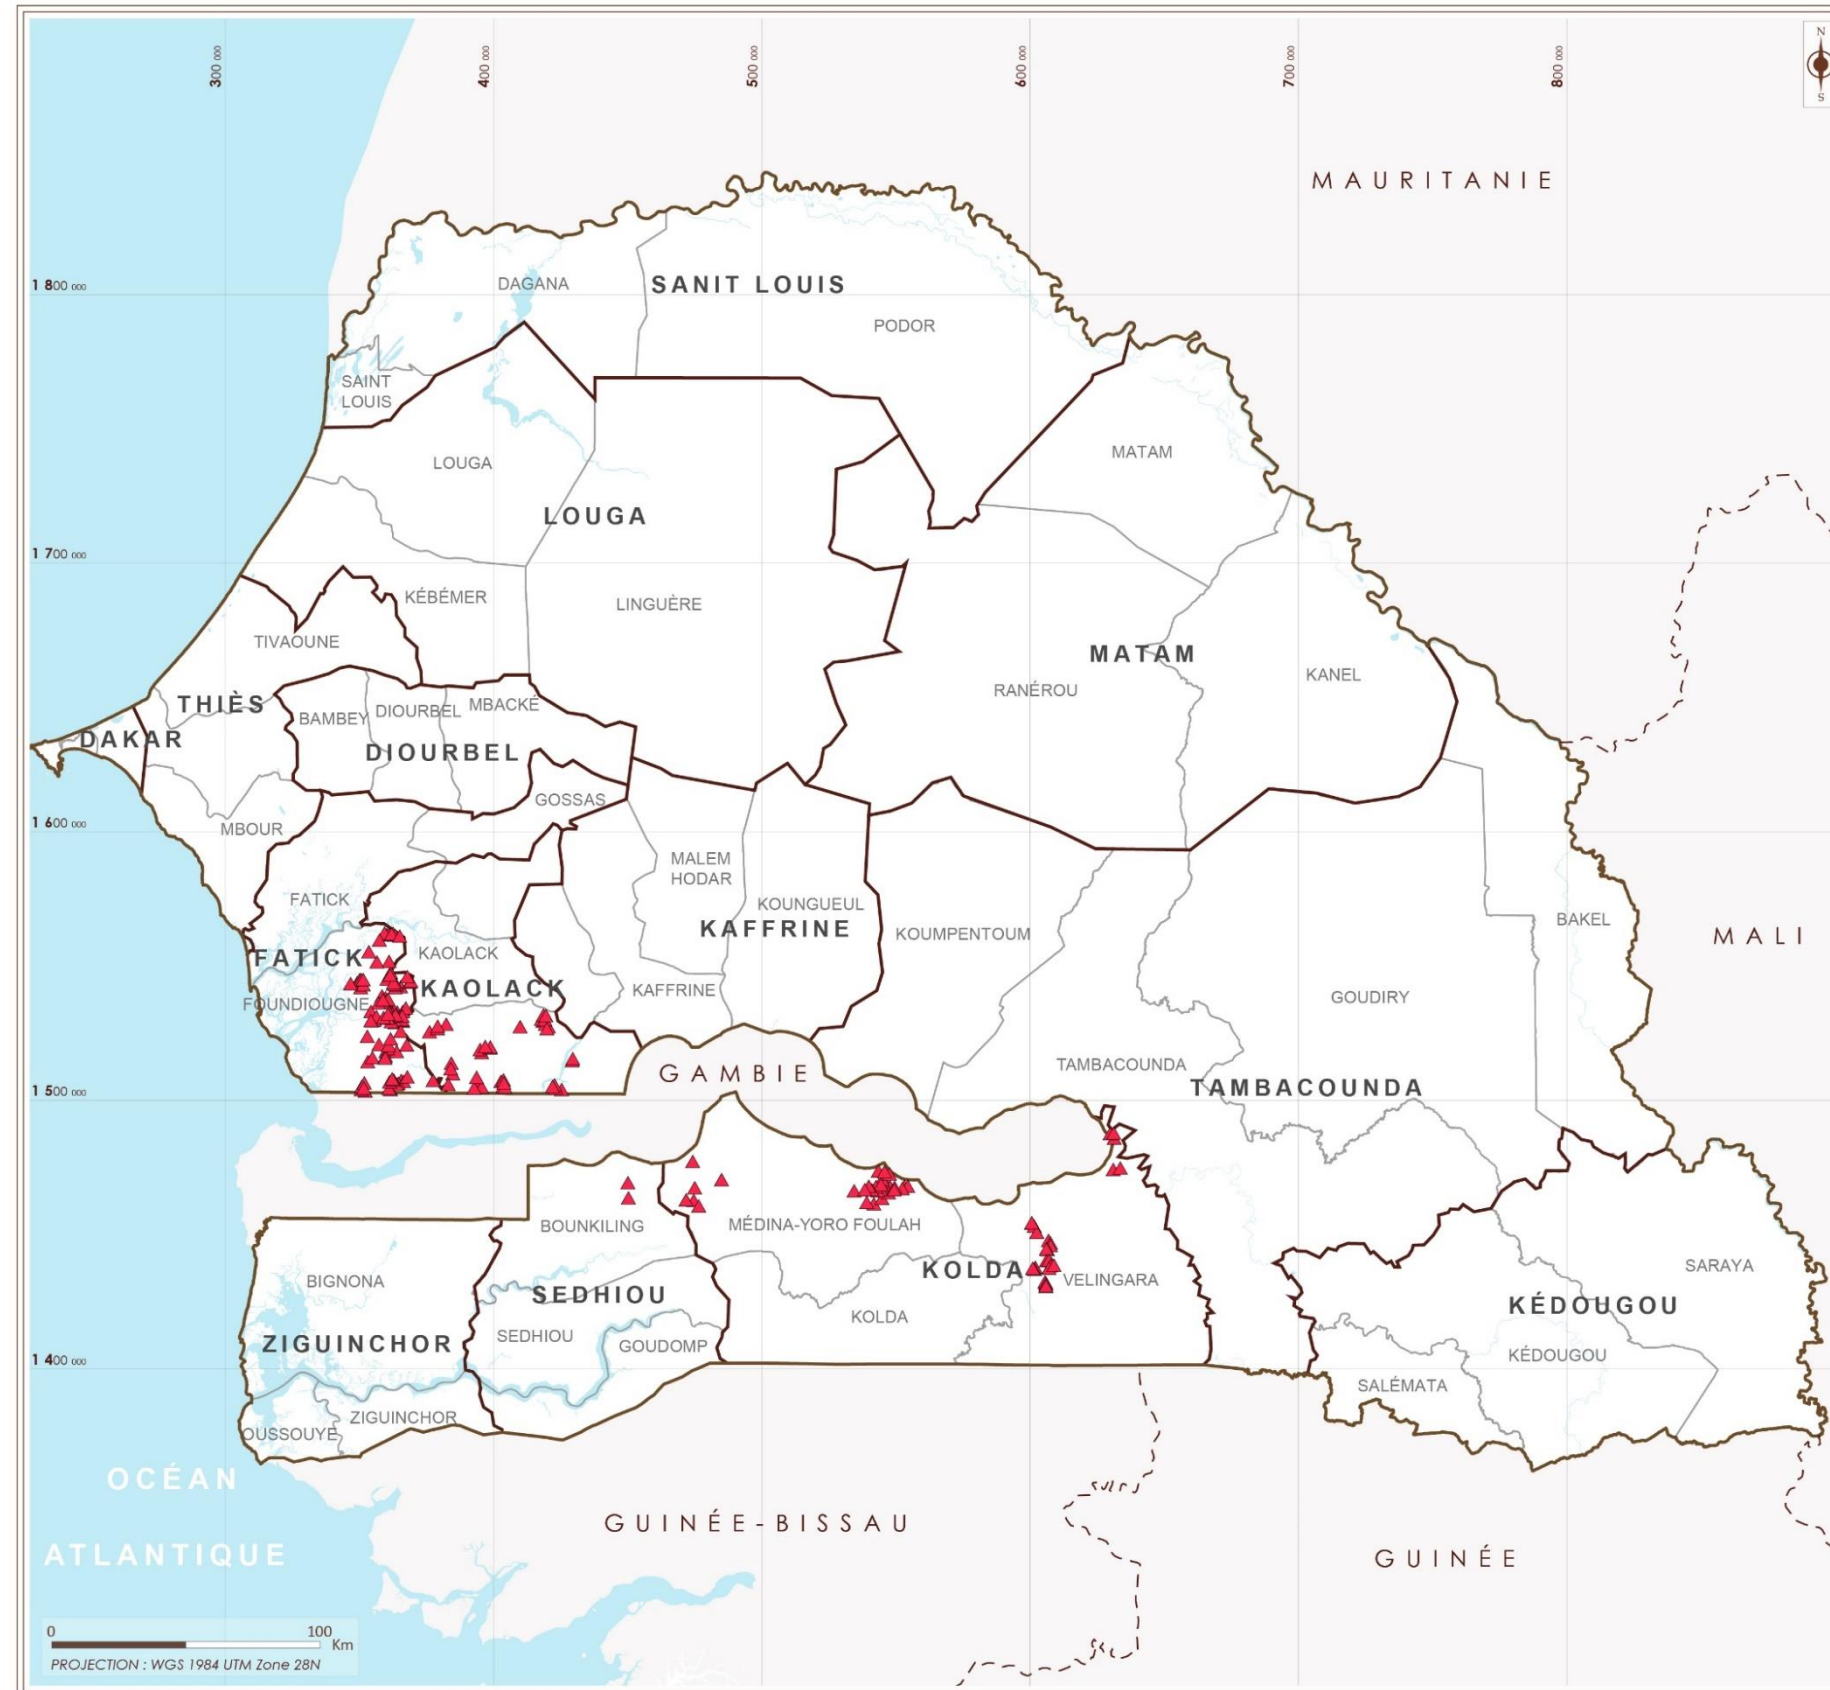 300 000
400 000
500 000
600 000
700 000
800 000
N
S
MAURITANIE
1 800 000
DAGANA
SANIT LOUIS
PODOR
SAINT
LOUIS
MATAM
LOUGA
LOUGA
1 700 000
KÉBÉMER
LINGUÈRE
TIVAOUNE
MATAM
KANEL
RANÉROU
THIÈS
BAMBEY
DIOURBEL
MBACKÉ
DAKAR
DIOURBEL
GOSSAS
1 600 000
MBOUR
MALEM
HODAR
FATICK
KOUNGUEUL
KAFFRINE
KOUMPENTOUM
BAKEL
MALI
FATICK
KAOLACK
KAOLACK
KAFFRINE
GOUDIRY
FOUNDIOUGNE
TAMBACOUNDA
GAMBIE
TAMBACOUNDA
1 500 000
BOUNKILING
MÉDINA-YORO FOULAH
BIGNONA
KOLDA
VELINGARA
SARAYA
SEDHIOU
KÉDOUGOU
KOLDA
ZIGUINCHOR
SEDHIOU
GOUDOMP
KÉDOUGOU
1 400 000
SALÉMATA
ZIGUINCHOR
OUSSOUYE
OCÉAN
ATLANTIQUE
GUINÉE-BISSAU
GUINÉE
0
100
Km
PROJECTION : WGS 1984 UTM Zone 28N